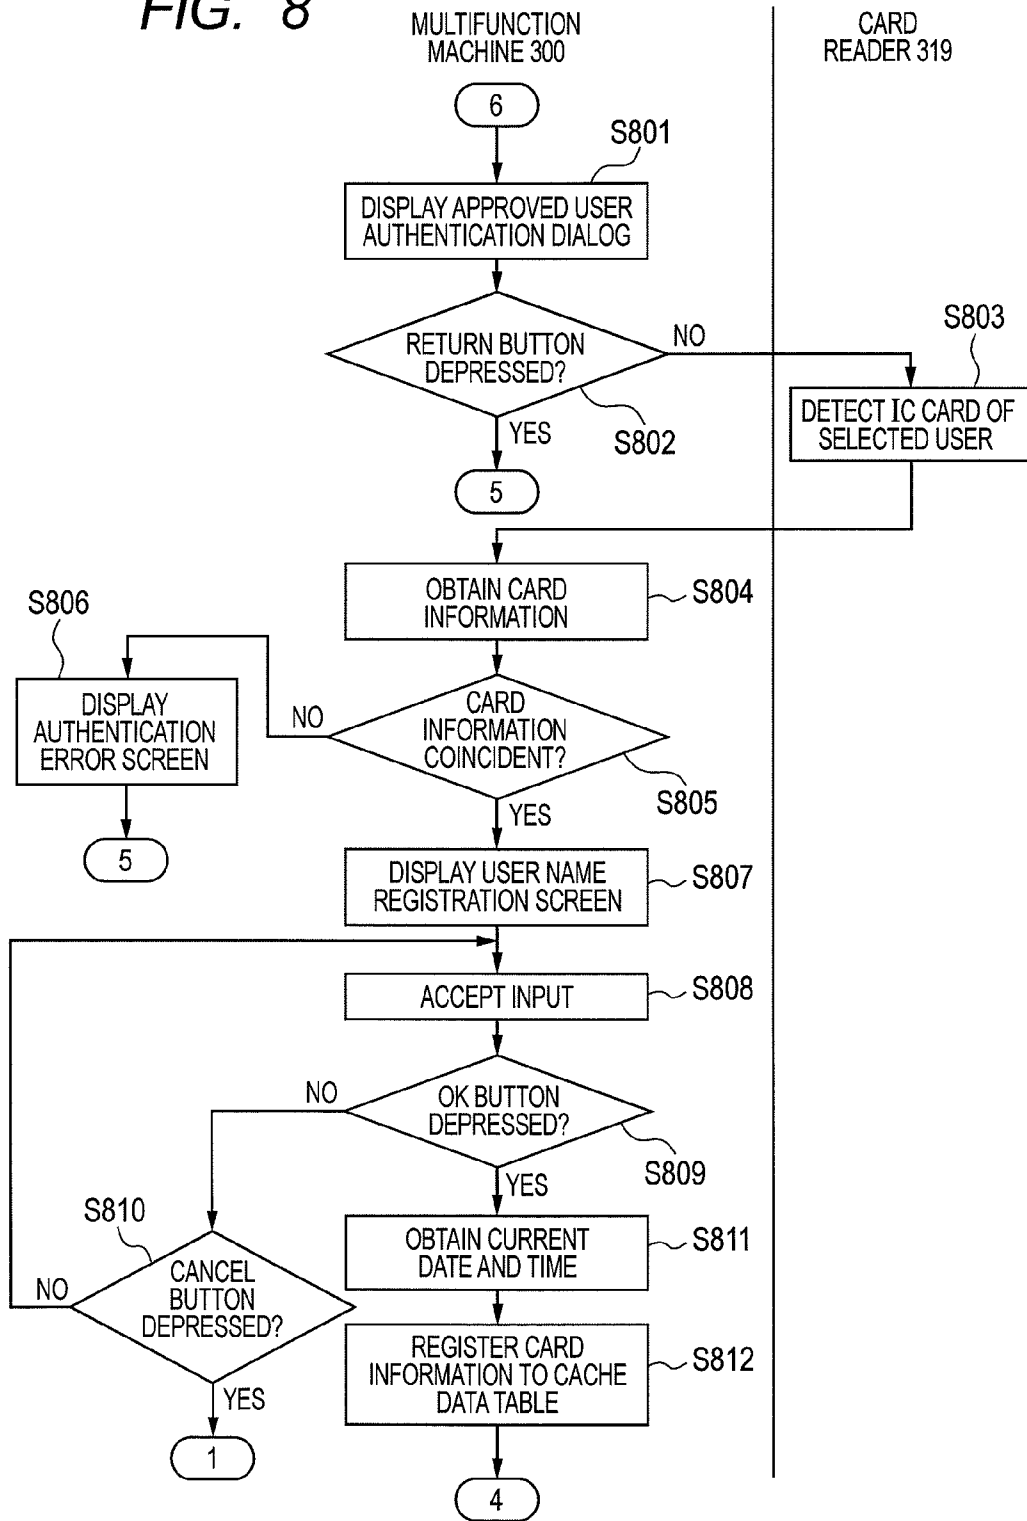 FIG. 8
MULTIFUNCTION
MACHINE 300
CARD
READER 319
6
S801
DISPLAY APPROVED USER
AUTHENTICATION DIALOG
RETURN BUTTON
DEPRESSED?
NO
S802
YES
5
S803
DETECT IC CARD OF
SELECTED USER
OBTAIN CARD
INFORMATION
S804
S806
DISPLAY
AUTHENTICATION
ERROR SCREEN
5
NO
CARD
INFORMATION
COINCIDENT?
S805
YES
DISPLAY USER NAME
REGISTRATION SCREEN
S807
ACCEPT INPUT
S808
NO
OK BUTTON
DEPRESSED?
S809
YES
S810
NO
CANCEL
BUTTON
DEPRESSED?
YES
1
OBTAIN CURRENT
DATE AND TIME
S811
REGISTER CARD
INFORMATION TO CACHE
DATA TABLE
S812
4